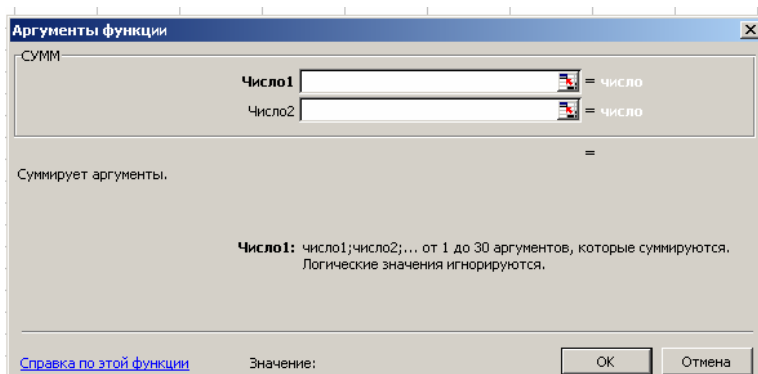 Аргументы функции
СУММ
Число1 = число
Число2 = число
=
Суммирует аргументы.
Число1: число1;число2;... от 1 до 30 аргументов, которые суммируются.
Логические значения игнорируются.
Справка по этой функции Значение: OK Отмена